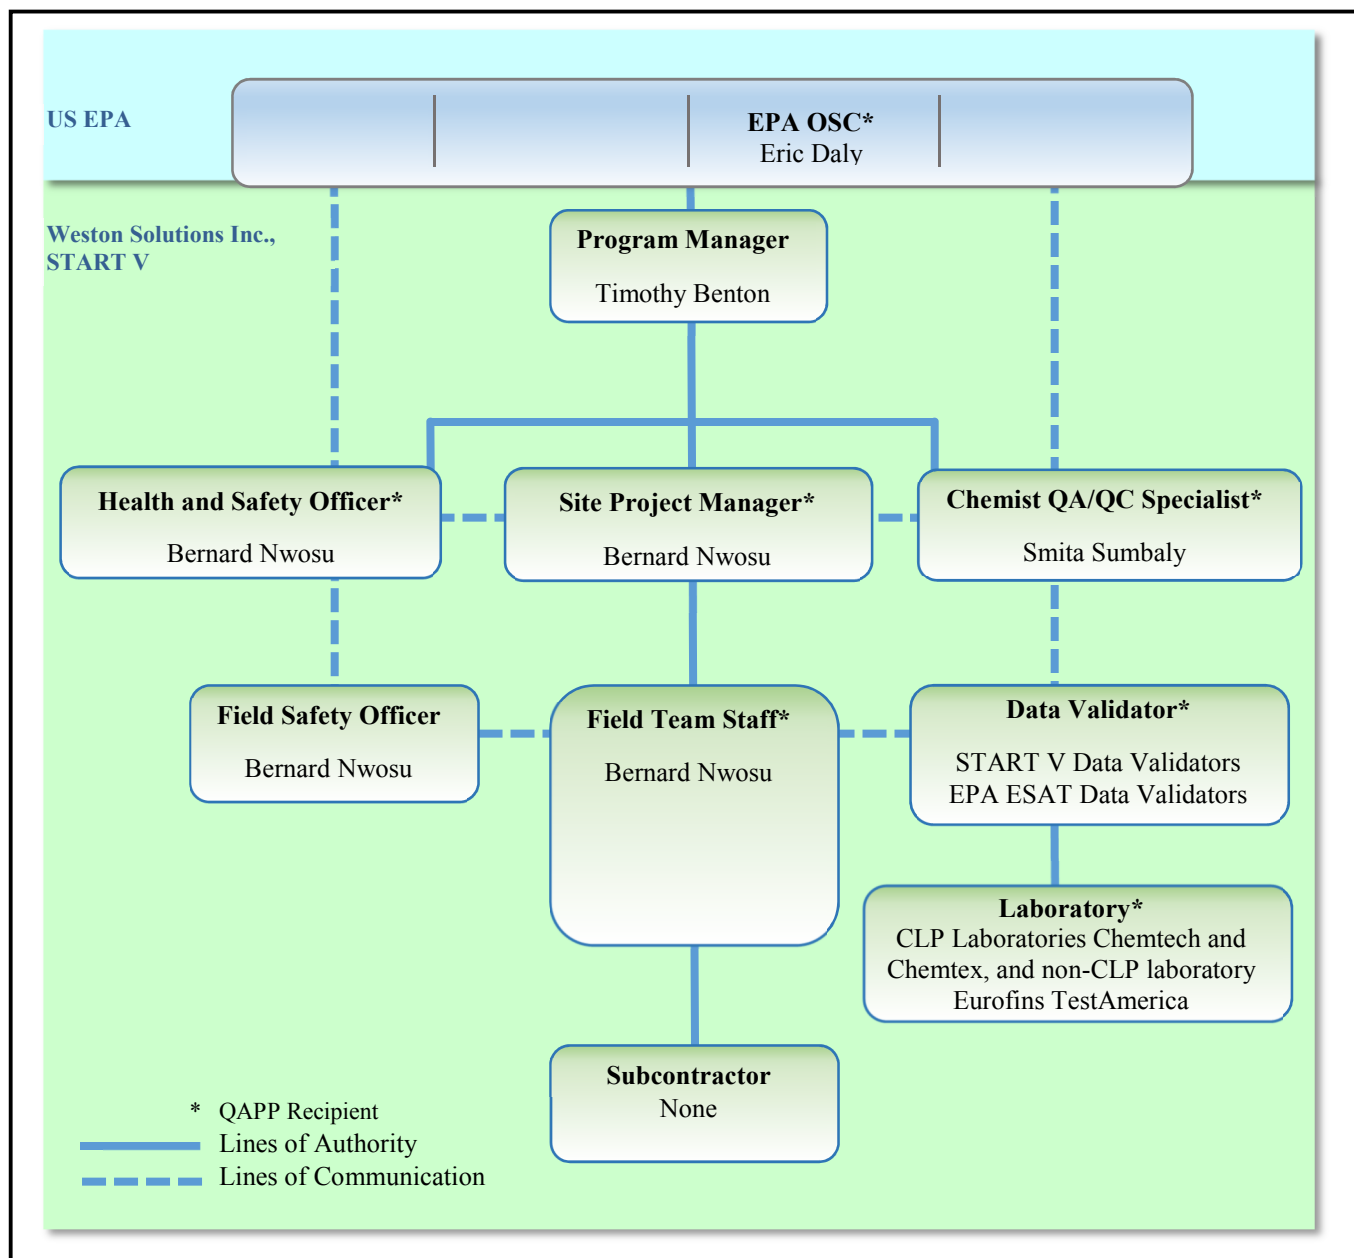 US EPA
EPA OSC*
Eric Daly
Weston Solutions Inc.,
START V
Program Manager
Timothy Benton
Health and Safety Officer*
Bernard Nwosu
Site Project Manager*
Bernard Nwosu
Chemist QA/QC Specialist*
Smita Sumbaly
Field Safety Officer
Bernard Nwosu
Field Team Staff*
Bernard Nwosu
Data Validator*
START V Data Validators
EPA ESAT Data Validators
Laboratory*
CLP Laboratories Chemtech and
Chemtex, and non-CLP laboratory
Eurofins TestAmerica
Subcontractor
None
* QAPP Recipient
Lines of Authority
Lines of Communication